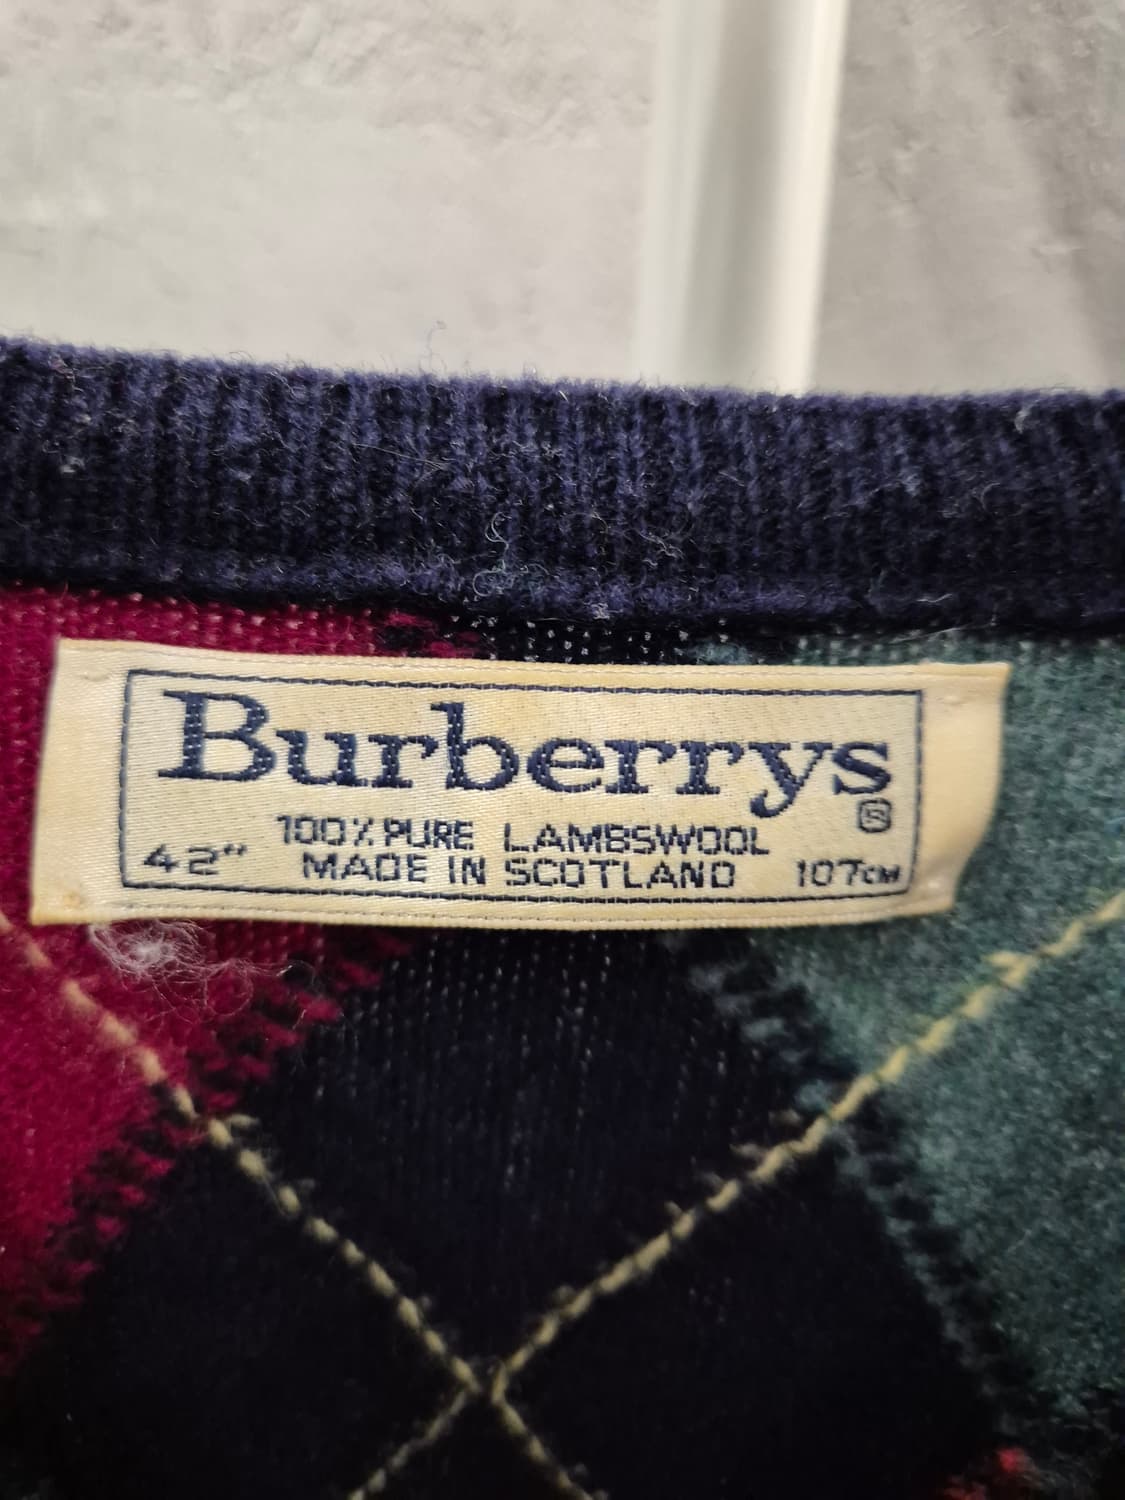 Burberrys
®
100% PURE LAMBSWOOL
42" MADE IN SCOTLAND 107CM